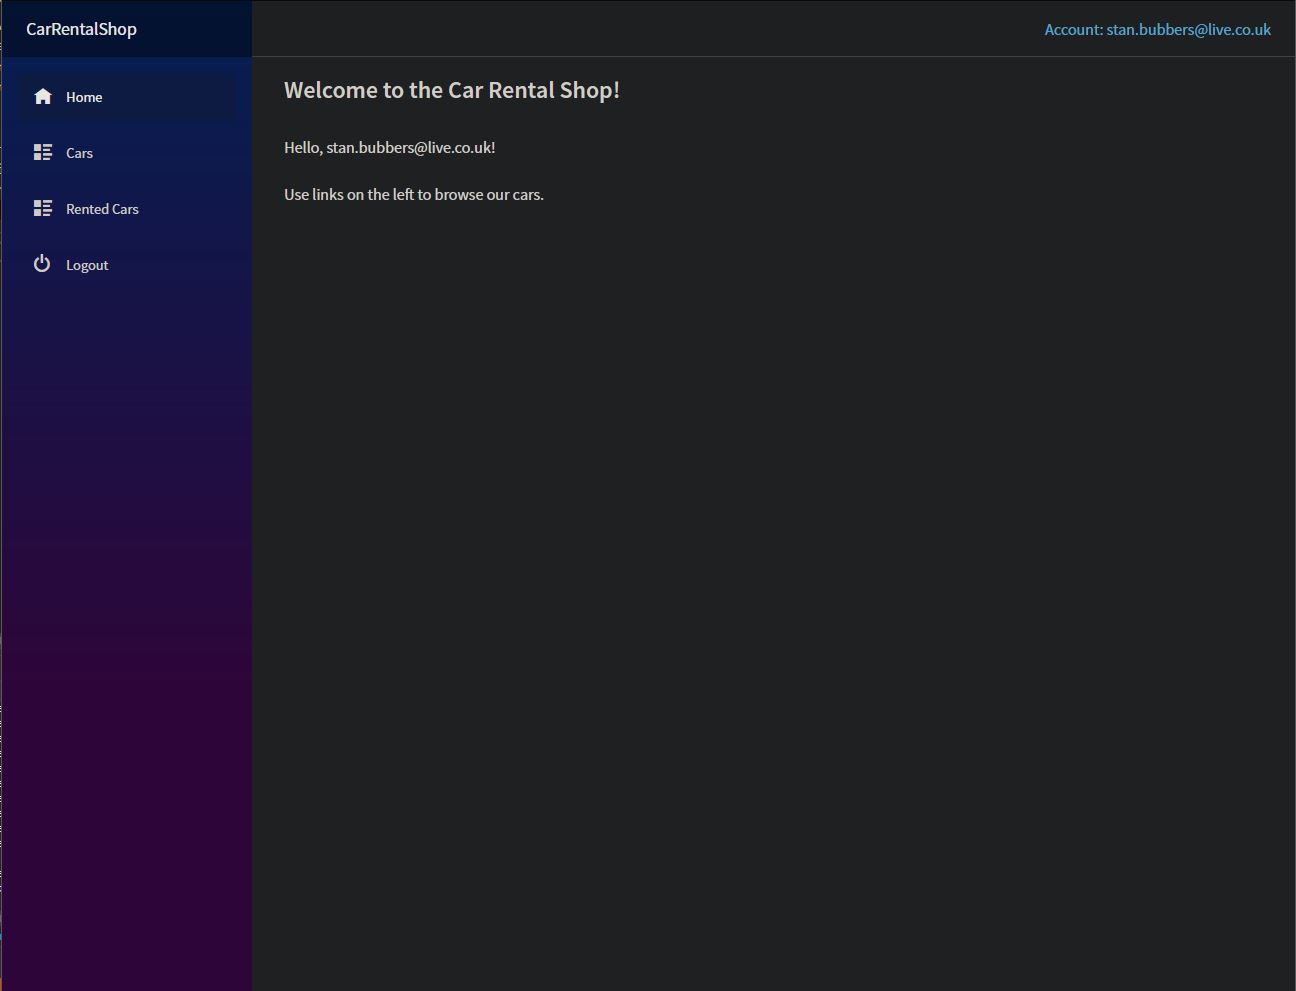 CarRentalShop
Account: stan.bubbers@live.co.uk
Home
Cars
Rented Cars
Logout
Welcome to the Car Rental Shop!
Hello, stan.bubbers@live.co.uk!
Use links on the left to browse our cars.